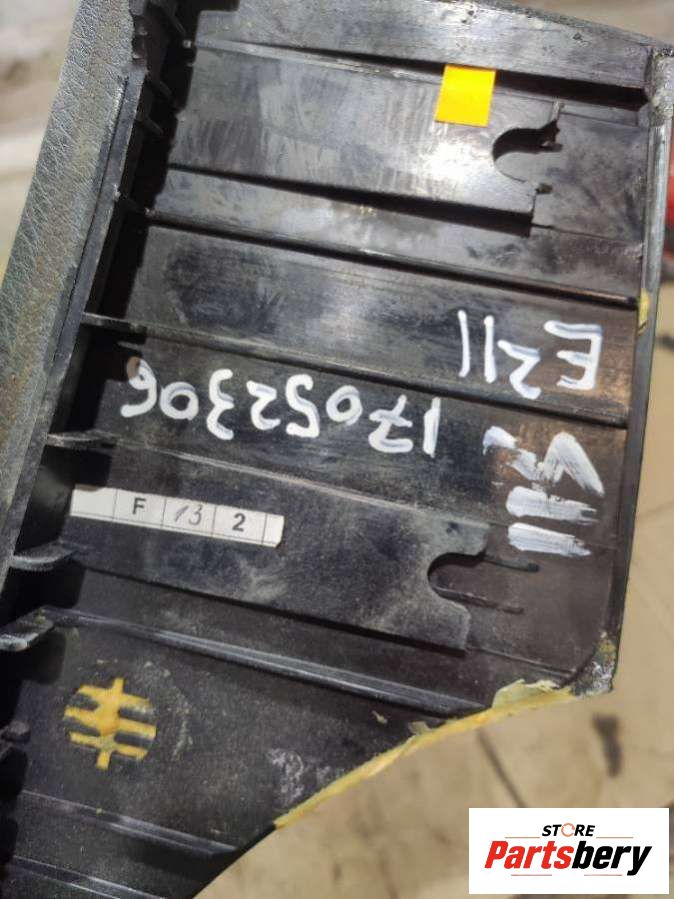 E211
17052306
F 13 2
STORE
Partsbery